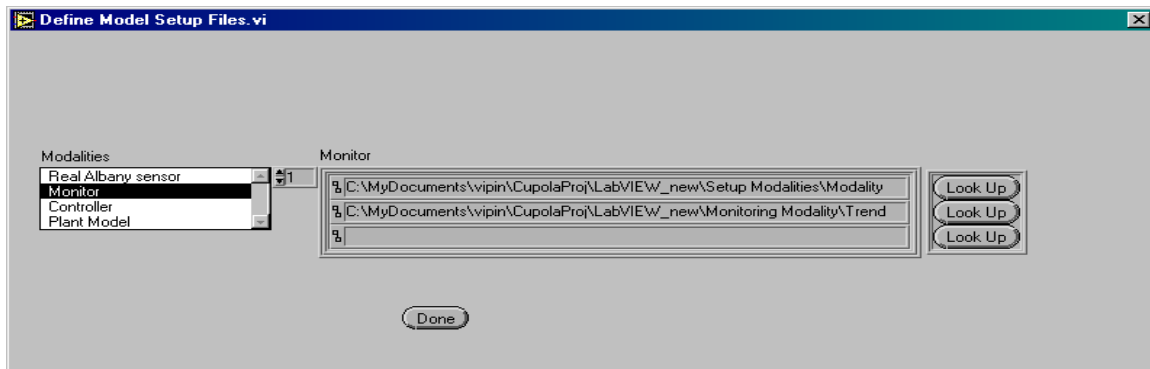 Define Model Setup Files.vi
Modalities
Monitor
Real Albany sensor
Monitor
Controller
Plant Model
1
C:\MyDocuments\vipin\CupolaProj\LabVIEW_new\Setup Modalities\Modality
Look Up
C:\MyDocuments\vipin\CupolaProj\LabVIEW_new\Monitoring Modality\Trend
Look Up
Look Up
Done